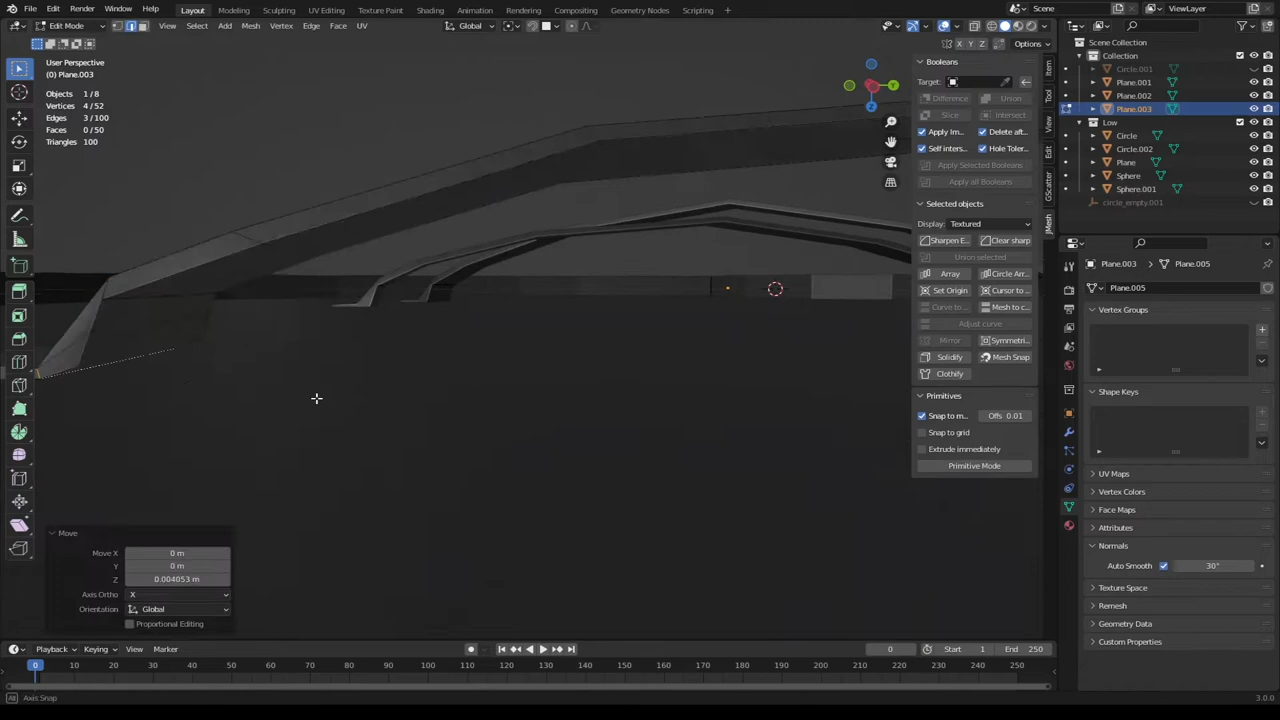 File Edit Render Window Help Layout Modeling Sculpting UV Editing Texture Paint Shading Animation Rendering Compositing Geometry Nodes Scripting + Scene ViewLayer
Edit Mode View Select Add Mesh Vertex Edge Face UV Global
X Y Z Options
User Perspective
(0) Plane.003
Objects 1/8
Vertices 4/52
Edges 3/100
Faces 0/50
Triangles 100
Y
Z
Booleans
Target:
Difference Union
Slice Intersect
Apply Im... Delete aft...
Self inters... Hole Toler...
Apply Selected Booleans
Apply all Booleans
Selected objects
Display: Textured
Sharpen E... Clear sharp
Union selected
Array Circle Arr...
Set Origin Cursor to ...
Curve to ... Mesh to c...
Adjust curve
Mirror Symmetri...
Solidify Mesh Snap
Clothify
Primitives
Snap to m... Offs 0.01
Snap to grid
Extrude immediately
Primitive Mode
Item
Tool
View
Edit
GScatter
JMesh
Scene Collection
Collection
Circle.001
Plane.001
Plane.002
Plane.003
Low
Circle
Circle.002
Plane
Sphere
Sphere.001
circle_empty.001
Plane.003 Plane.005
Plane.005
Vertex Groups
Shape Keys
UV Maps
Vertex Colors
Face Maps
Attributes
Normals
Auto Smooth 30°
Texture Space
Remesh
Geometry Data
Custom Properties
Move
Move X 0 m
Y 0 m
Z 0.004053 m
Axis Ortho X
Orientation Global
Proportional Editing
Playback Keying View Marker 0 Start 1 End 250
0 10 20 30 40 50 60 70 80 90 100 110 120 130 140 150 160 170 180 190 200 210 220 230 240 250
Alt Axis Snap 3.0.0